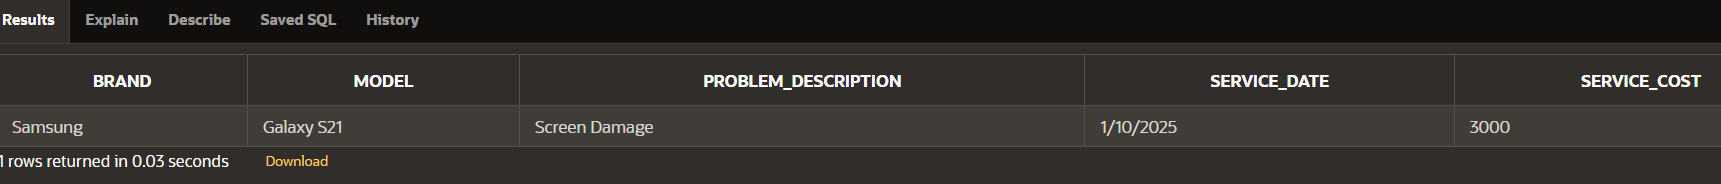 Results Explain Describe Saved SQL History
BRAND MODEL PROBLEM_DESCRIPTION SERVICE_DATE SERVICE_COST
Samsung Galaxy S21 Screen Damage 1/10/2025 3000
1 rows returned in 0.03 seconds Download